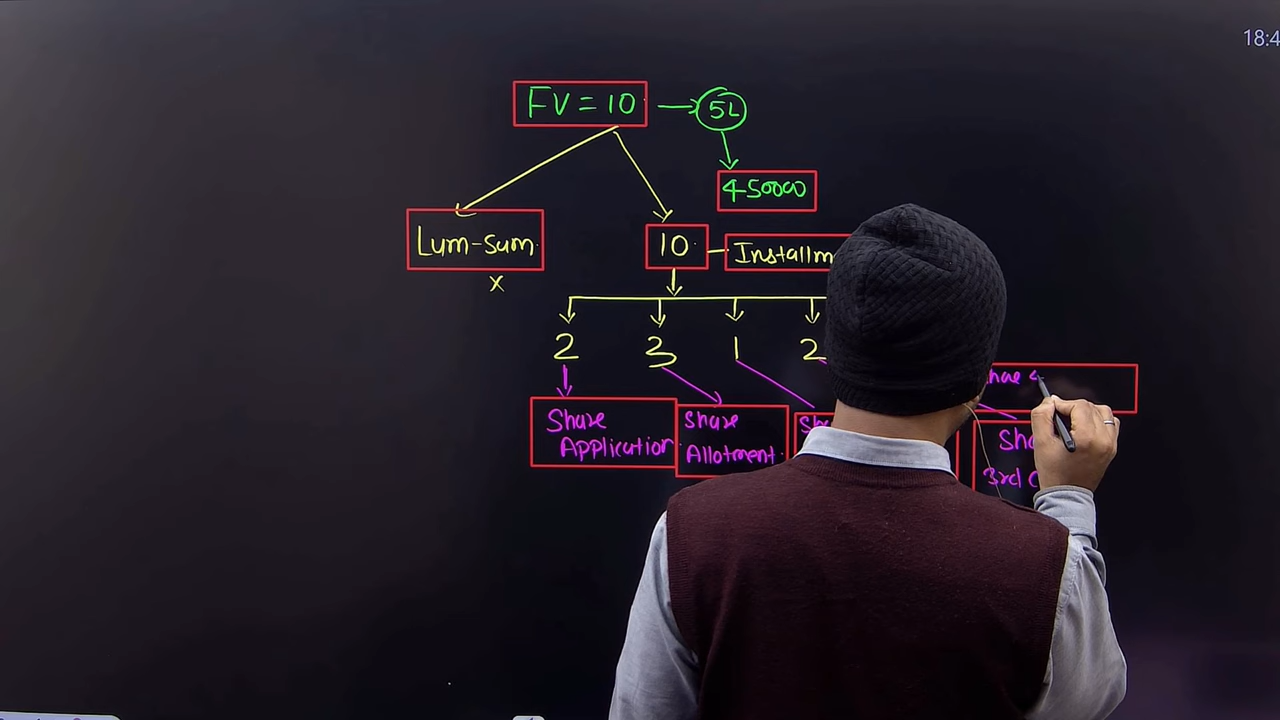 18:4
FV = 10
5L
450000
Lum-Sum
x
10
Installm
2
3
1
2
Share
Application
Share
Allotment
Sha
3rd C